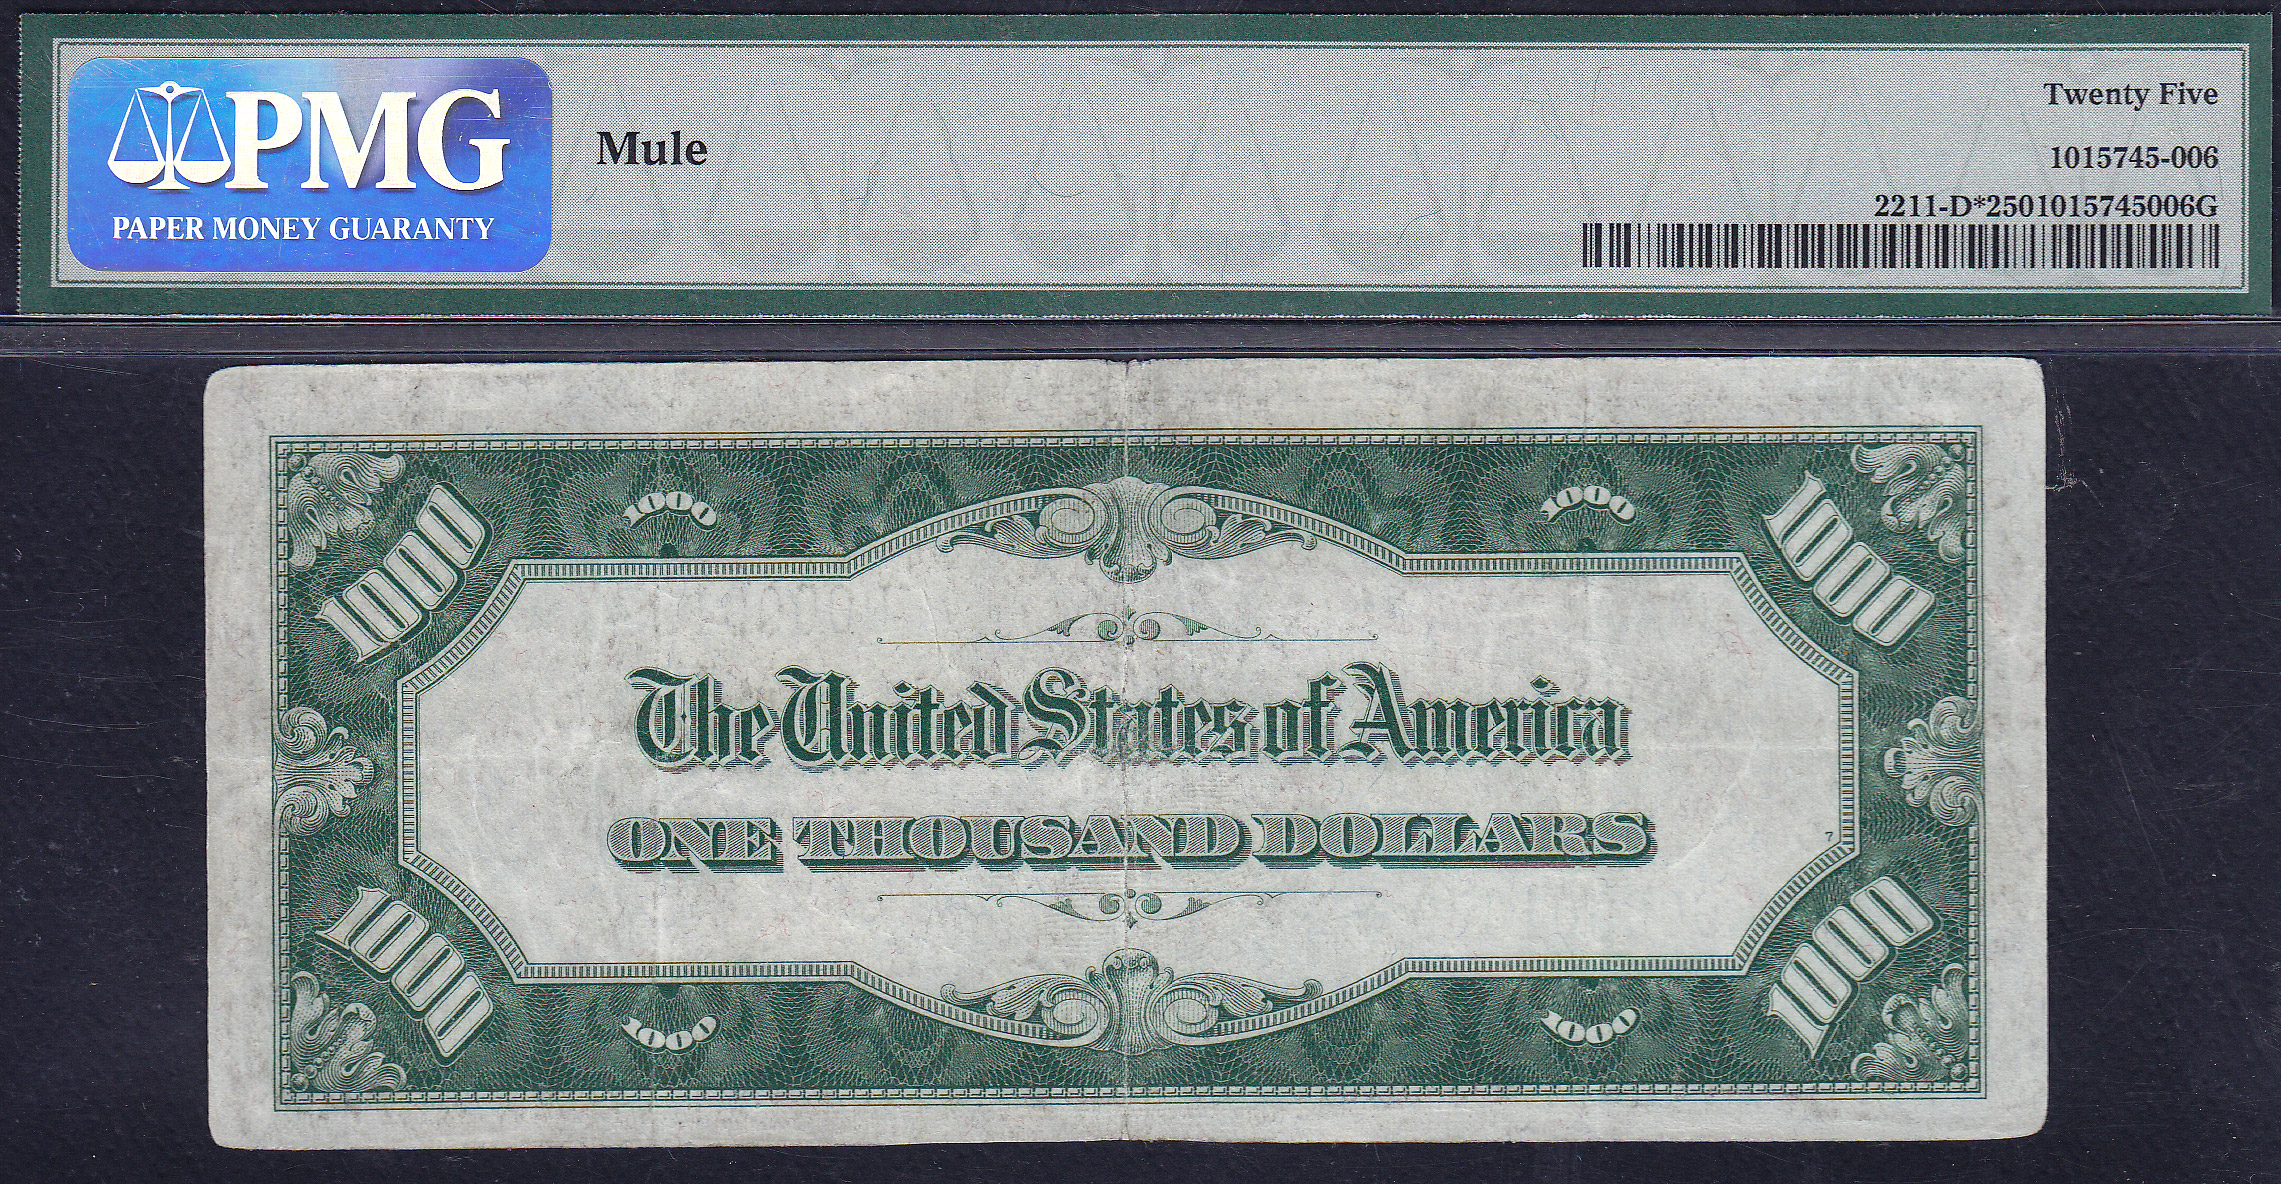 PMG
PAPER MONEY GUARANTY
Mule
Twenty Five
1015745-006
2211-D*2501015745006G
1000 1000 1000 1000
The United States of America
ONE THOUSAND DOLLARS
7
1000 1000 1000 1000